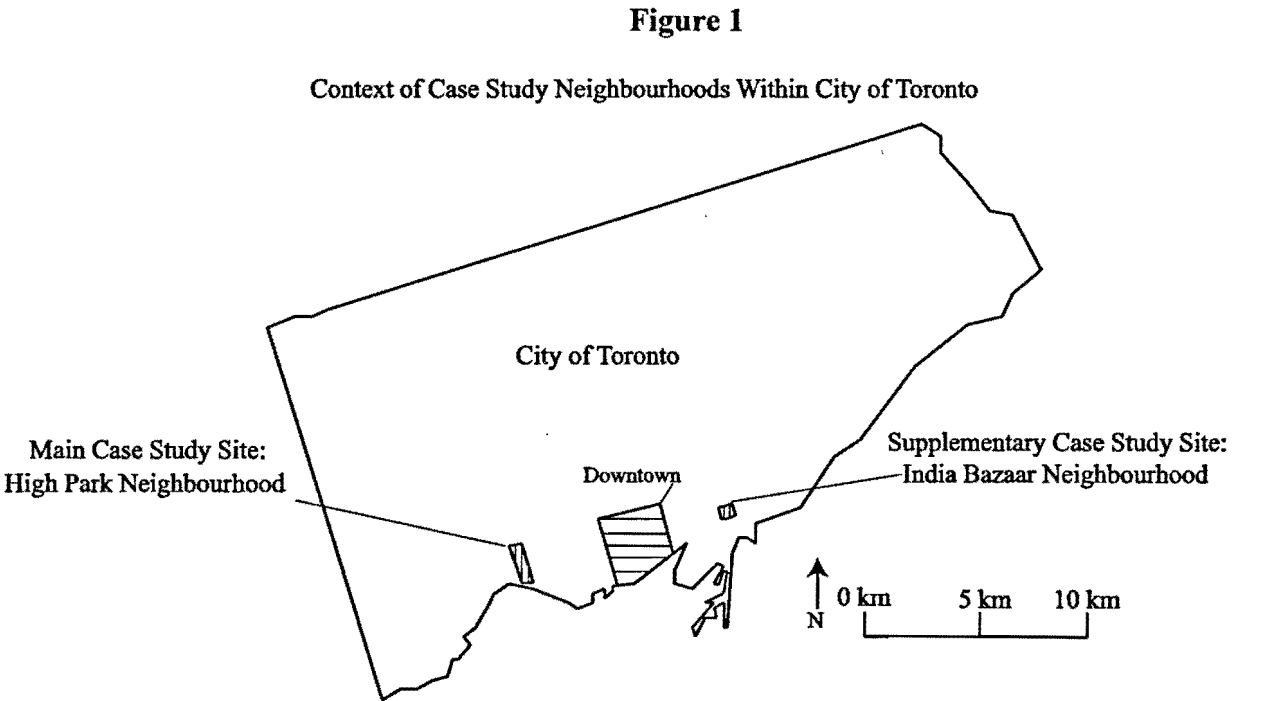 Figure 1
Context of Case Study Neighbourhoods Within City of Toronto
City of Toronto
Main Case Study Site:
High Park Neighbourhood
Downtown
Supplementary Case Study Site:
India Bazaar Neighbourhood
N
0 km 5 km 10 km